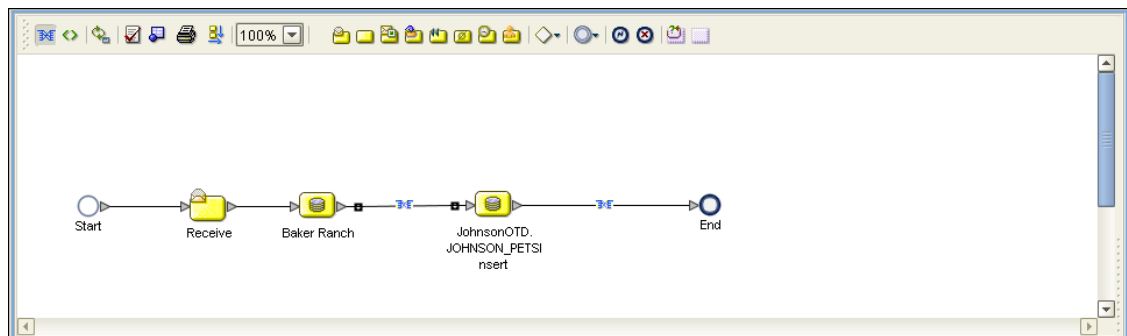 100%
Start
Receive
Baker Ranch
JohnsonOTD.
JOHNSON_PETSI
nsert
End